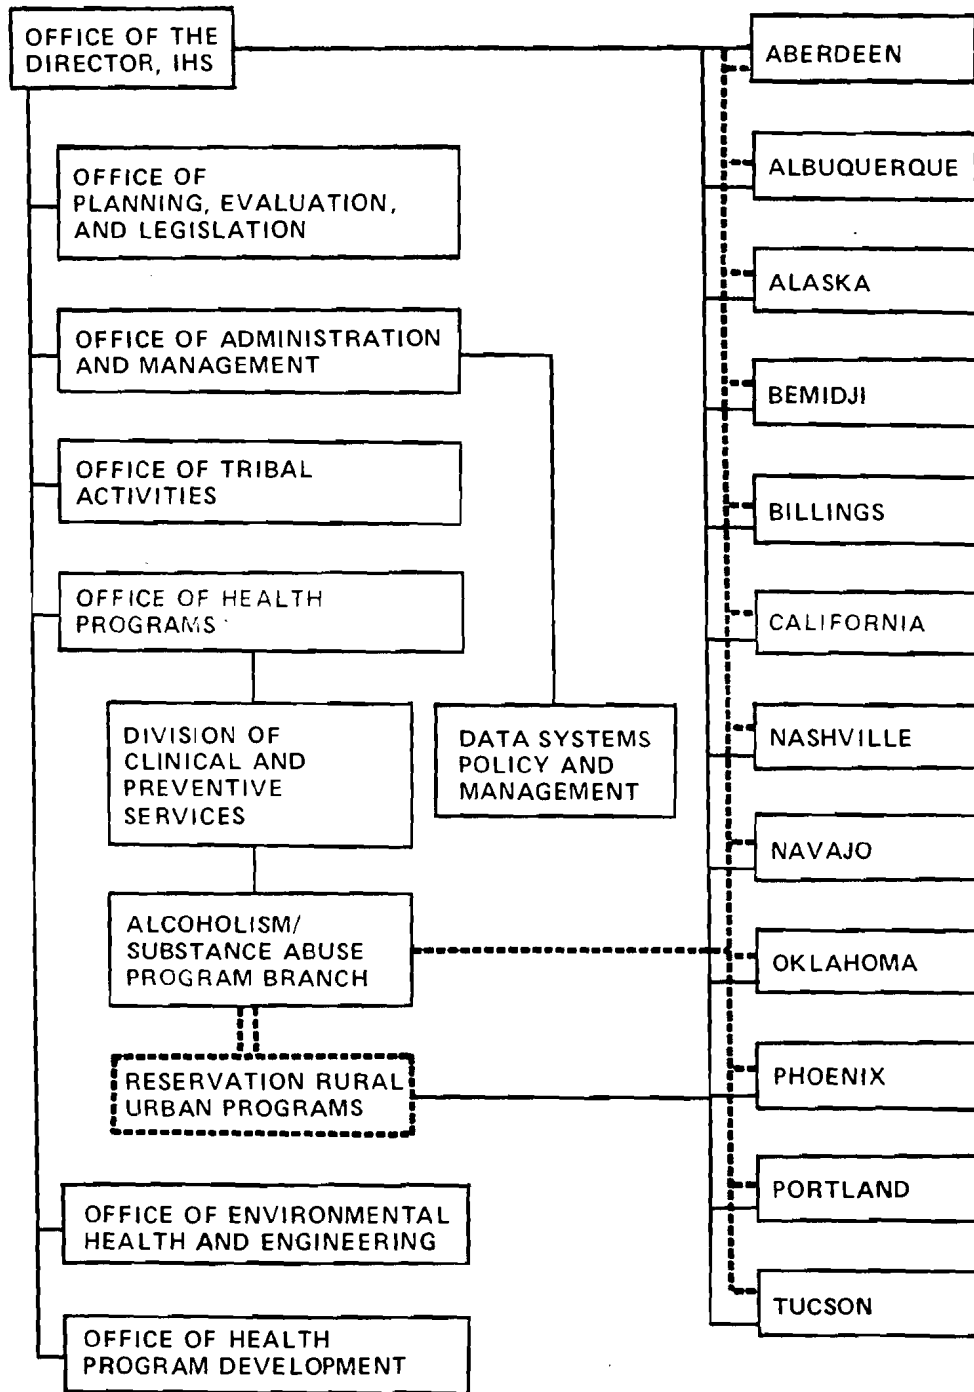 OFFICE OF THE
DIRECTOR, IHS
OFFICE OF
PLANNING, EVALUATION,
AND LEGISLATION
OFFICE OF ADMINISTRATION
AND MANAGEMENT
OFFICE OF TRIBAL
ACTIVITIES
OFFICE OF HEALTH
PROGRAMS
DIVISION OF
CLINICAL AND
PREVENTIVE
SERVICES
DATA SYSTEMS
POLICY AND
MANAGEMENT
ALCOHOLISM/
SUBSTANCE ABUSE
PROGRAM BRANCH
RESERVATION RURAL
URBAN PROGRAMS
OFFICE OF ENVIRONMENTAL
HEALTH AND ENGINEERING
OFFICE OF HEALTH
PROGRAM DEVELOPMENT
ABERDEEN
ALBUQUERQUE
ALASKA
BEMIDJI
BILLINGS
CALIFORNIA
NASHVILLE
NAVAJO
OKLAHOMA
PHOENIX
PORTLAND
TUCSON